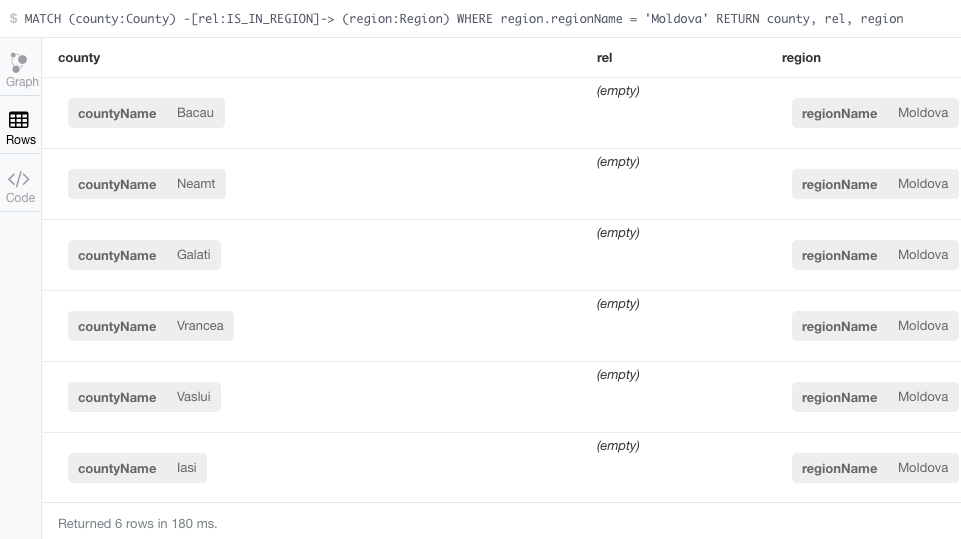 $ MATCH (county:County) -[rel:IS_IN_REGION]-> (region:Region) WHERE region.regionName = 'Moldova' RETURN county, rel, region
Graph
Rows
Code
county rel region
(empty)
countyName Bacau regionName Moldova
(empty)
countyName Neamt regionName Moldova
(empty)
countyName Galati regionName Moldova
(empty)
countyName Vrancea regionName Moldova
(empty)
countyName Vaslui regionName Moldova
(empty)
countyName Iasi regionName Moldova
Returned 6 rows in 180 ms.